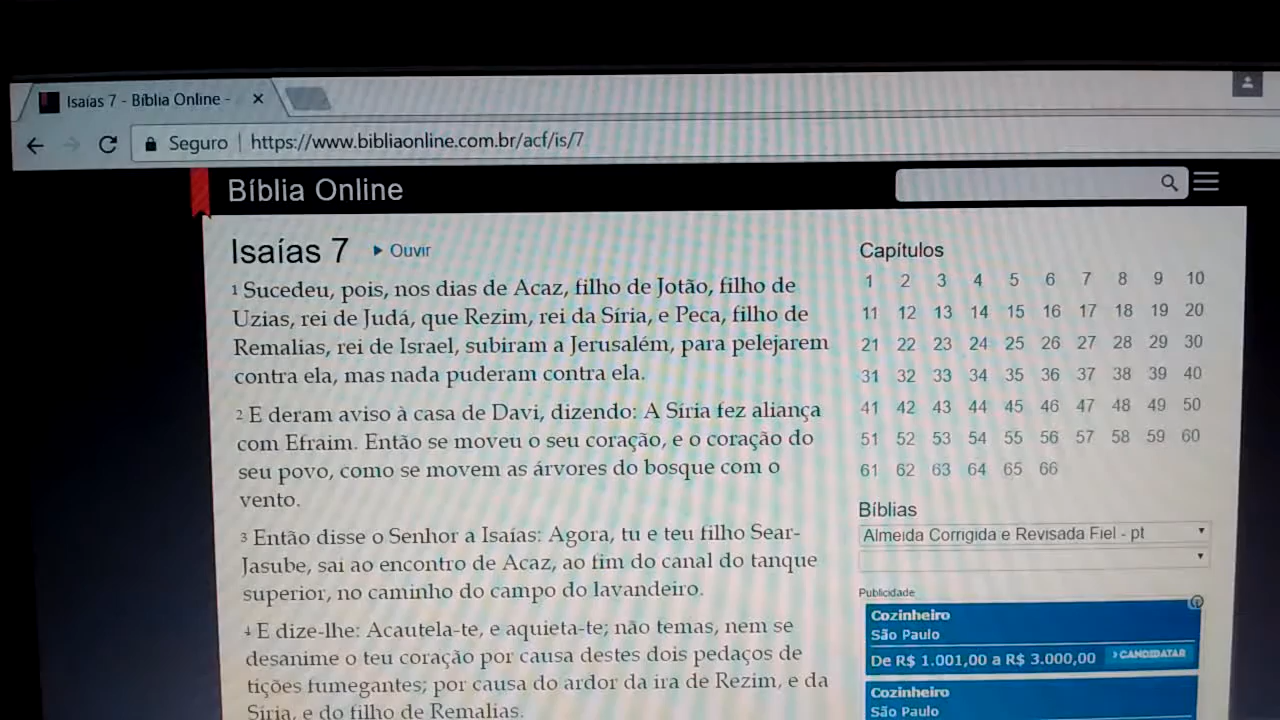 Isaías 7 - Bíblia Online -
Seguro | https://www.bibliaonline.com.br/acf/is/7
Bíblia Online
Isaías 7 Ouvir
1 Sucedeu, pois, nos dias de Acaz, filho de Jotão, filho de
Uzias, rei de Judá, que Rezim, rei da Síria, e Peca, filho de
Remalias, rei de Israel, subiram a Jerusalém, para pelejarem
contra ela, mas nada puderam contra ela.
2 E deram aviso à casa de Davi, dizendo: A Síria fez aliança
com Efraim. Então se moveu o seu coração, e o coração do
seu povo, como se movem as árvores do bosque com o
vento.
3 Então disse o Senhor a Isaías: Agora, tu e teu filho Sear-
Jasube, sai ao encontro de Acaz, ao fim do canal do tanque
superior, no caminho do campo do lavandeiro.
4 E dize-lhe: Acautela-te, e aquieta-te; não temas, nem se
desanime o teu coração por causa destes dois pedaços de
tições fumegantes; por causa do ardor da ira de Rezim, e da
Síria, e do filho de Remalias.
Capítulos
1 2 3 4 5 6 7 8 9 10
11 12 13 14 15 16 17 18 19 20
21 22 23 24 25 26 27 28 29 30
31 32 33 34 35 36 37 38 39 40
41 42 43 44 45 46 47 48 49 50
51 52 53 54 55 56 57 58 59 60
61 62 63 64 65 66
Bíblias
Almeida Corrigida e Revisada Fiel - pt
Publicidade
Cozinheiro
São Paulo
De R$ 1.001,00 a R$ 3.000,00 › CANDIDATAR
Cozinheiro
São Paulo